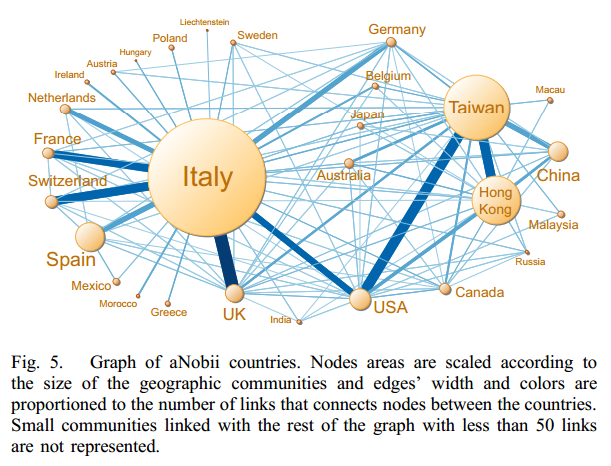 Liechtenstein
Sweden
Germany
Poland
Hungary
Austria
Ireland
Belgium
Netherlands
Taiwan
Macau
Japan
France
Italy
Australia
China
Switzerland
Hong
Kong
Malaysia
Spain
Russia
Mexico
Canada
Morocco
Greece
UK
India
USA
Fig. 5. Graph of aNobii countries. Nodes areas are scaled according to
the size of the geographic communities and edges' width and colors are
proportioned to the number of links that connects nodes between the countries.
Small communities linked with the rest of the graph with less than 50 links
are not represented.